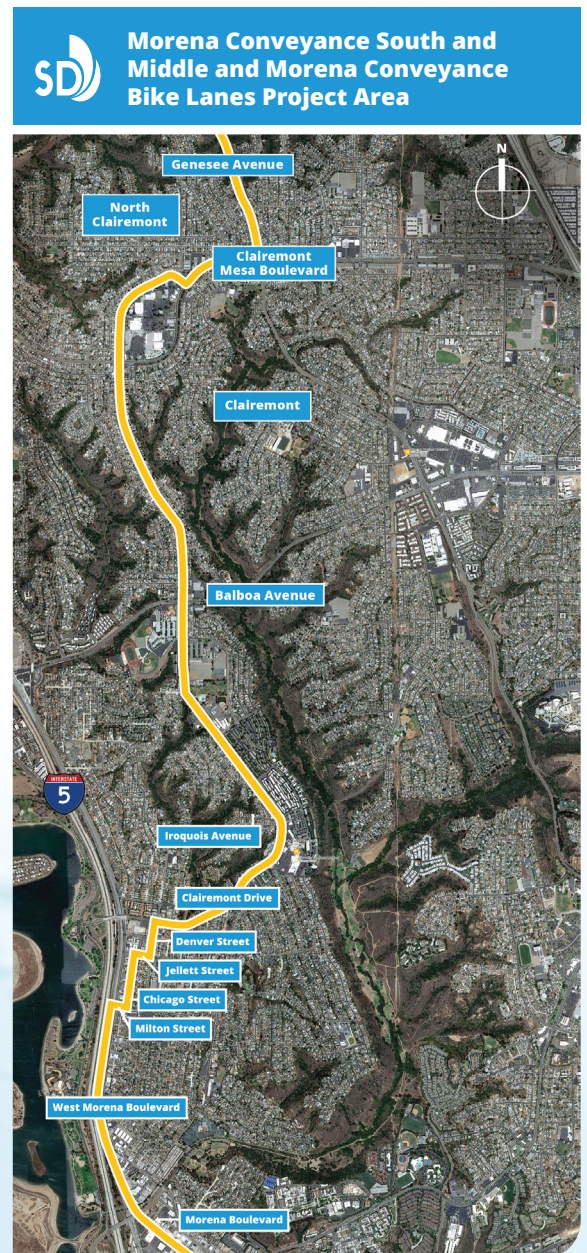 SD
Morena Conveyance South and
Middle and Morena Conveyance
Bike Lanes Project Area
N
Genesee Avenue
North
Clairemont
Clairemont
Mesa Boulevard
Clairemont
Balboa Avenue
INTERSTATE
5
Iroquois Avenue
Clairemont Drive
Denver Street
Jellett Street
Chicago Street
Milton Street
West Morena Boulevard
Morena Boulevard